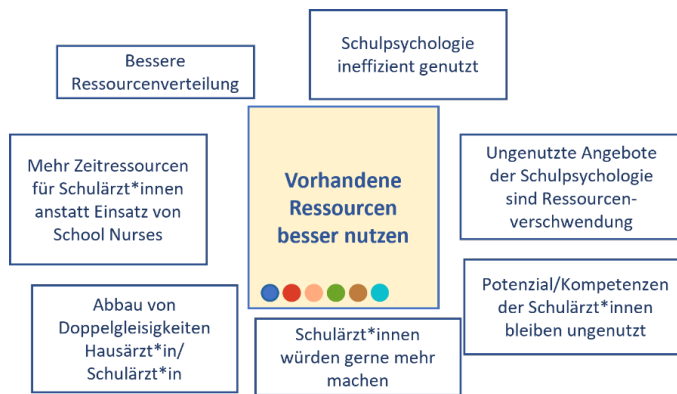 Bessere
Ressourcenverteilung
Schulpsychologie
ineffizient genutzt
Mehr Zeitressourcen
für Schulärzt*innen
anstatt Einsatz von
School Nurses
Vorhandene
Ressourcen
besser nutzen
Ungenutzte Angebote
der Schulpsychologie
sind Ressourcen-
verschwendung
Abbau von
Doppelgleisigkeiten
Hausärzt*in/
Schulärzt*in
Schulärzt*innen
würden gerne mehr
machen
Potenzial/Kompetenzen
der Schulärzt*innen
bleiben ungenutzt